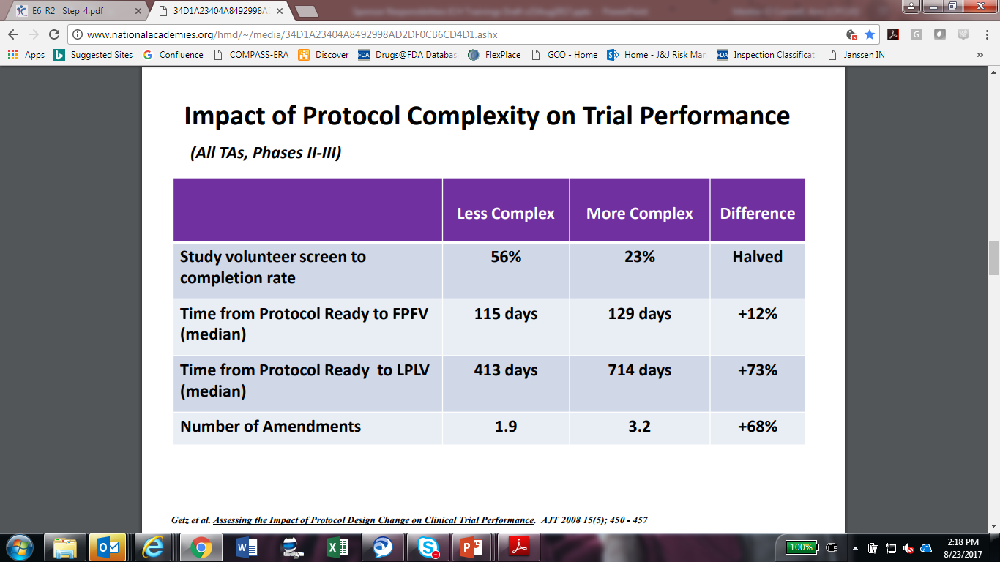 E6_R2__Step_4.pdf
34D1A23404A8492998A
www.nationalacademies.org/hmd/~/media/34D1A23404A8492998AD2DF0CB6CD4D1.ashx
Apps Suggested Sites Confluence COMPASS-ERA Discover FDA Drugs@FDA Databas FlexPlace GCO - Home Home - J&J Risk Man FDA Inspection Classificati Janssen IN »
Impact of Protocol Complexity on Trial Performance
(All TAs, Phases II-III)
Less Complex More Complex Difference
Study volunteer screen to 56% 23% Halved
completion rate
Time from Protocol Ready to FPFV 115 days 129 days +12%
(median)
Time from Protocol Ready to LPLV 413 days 714 days +73%
(median)
Number of Amendments 1.9 3.2 +68%
Getz et al. Assessing the Impact of Protocol Design Change on Clinical Trial Performance. AJT 2008 15(5); 450 - 457
100% 2:18 PM
8/23/2017